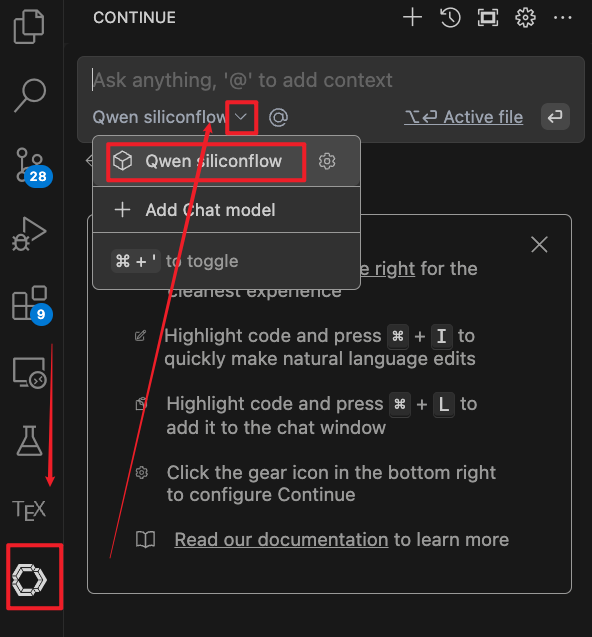 CONTINUE
Ask anything, '@' to add context
Qwen siliconflow
⌥⏎ Active file
Qwen siliconflow
Add Chat model
⌘ + ' to toggle
e right for the
cleanest experience
Highlight code and press ⌘ + I to
quickly make natural language edits
Highlight code and press ⌘ + L to
add it to the chat window
Click the gear icon in the bottom right
to configure Continue
Read our documentation to learn more
28
9
TEX